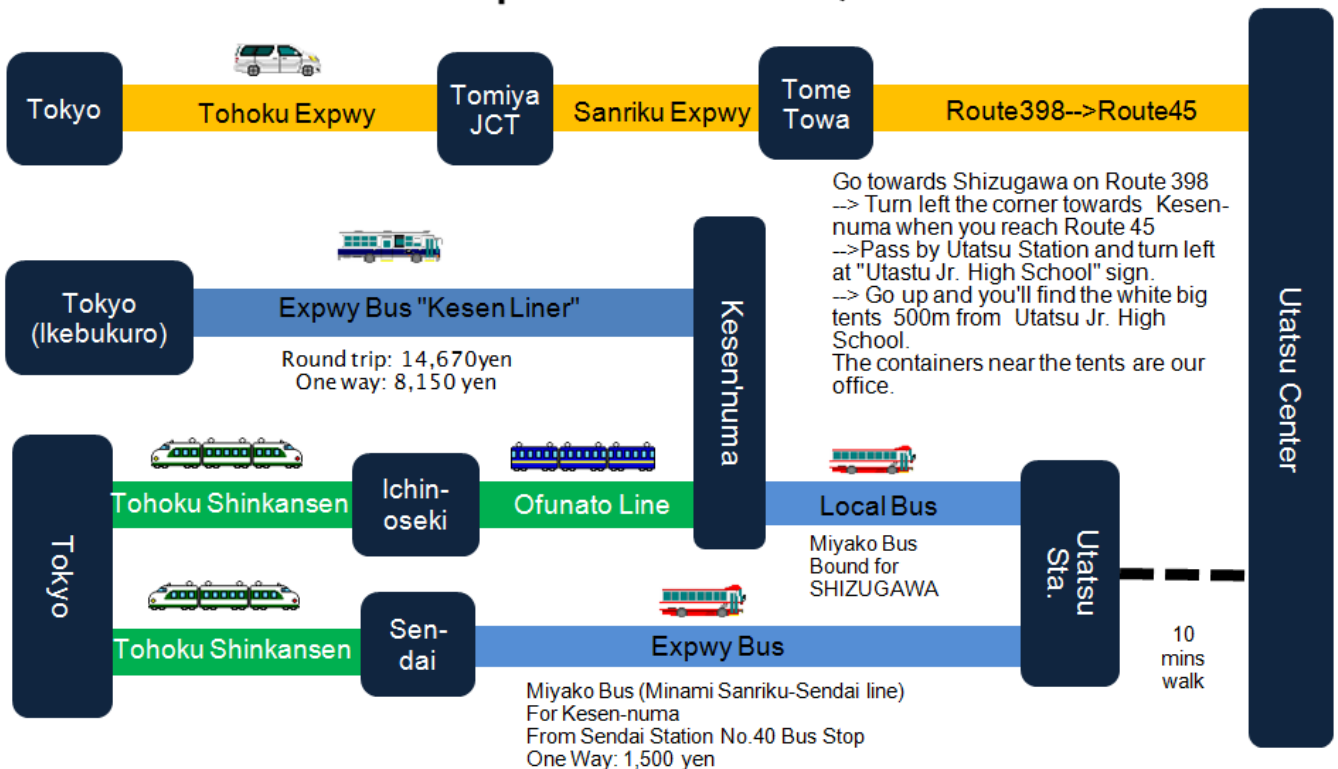 Tokyo
Tohoku Expwy
Tomiya
JCT
Sanriku Expwy
Tome
Towa
Route398-->Route45
Go towards Shizugawa on Route 398
--> Turn left the corner towards Kesen-
numa when you reach Route 45
-->Pass by Utatsu Station and turn left
at "Utastu Jr. High School" sign.
--> Go up and you'll find the white big
tents 500m from Utatsu Jr. High
School.
The containers near the tents are our
office.
Utatsu Center
Tokyo
(Ikebukuro)
Expwy Bus "Kesen Liner"
Round trip: 14,670yen
One way: 8,150 yen
Kesen'numa
Tokyo
Tohoku Shinkansen
Ichin-
oseki
Ofunato Line
Local Bus
Miyako Bus
Bound for
SHIZUGAWA
Utatsu
Sta.
Tohoku Shinkansen
Sen-
dai
Expwy Bus
Miyako Bus (Minami Sanriku-Sendai line)
For Kesen-numa
From Sendai Station No.40 Bus Stop
One Way: 1,500 yen
10
mins
walk